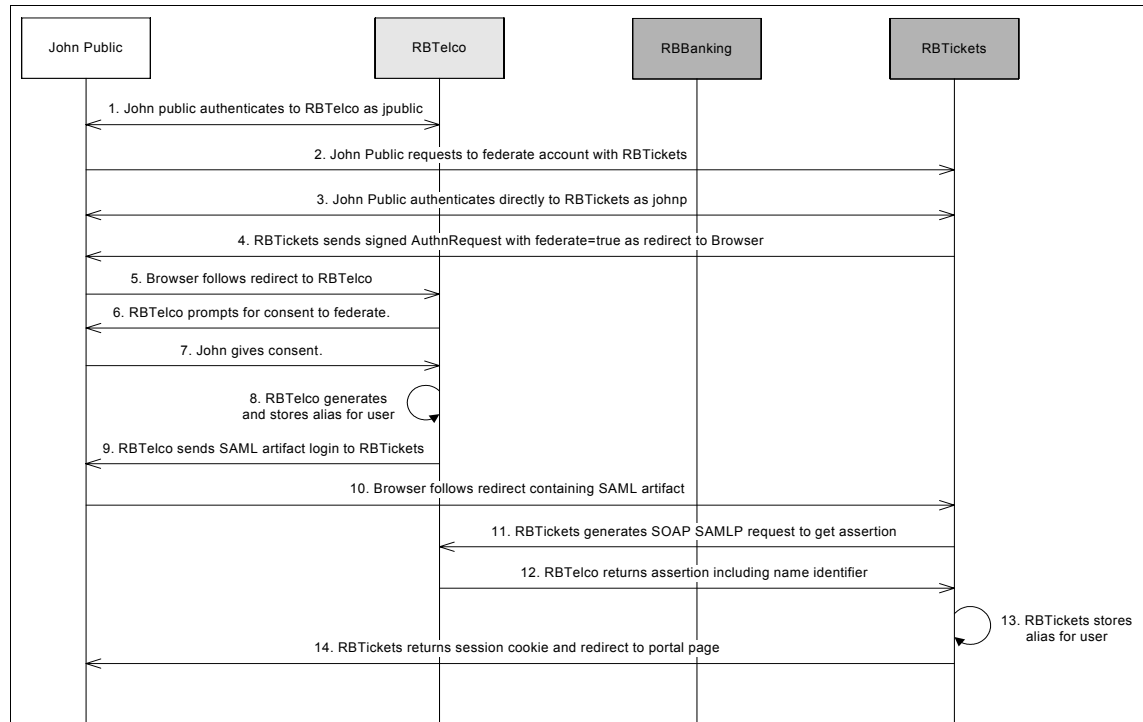 John Public
RBTelco
RBBanking
RBTickets
1. John public authenticates to RBTelco as jpublic
2. John Public requests to federate account with RBTickets
3. John Public authenticates directly to RBTickets as johnp
4. RBTickets sends signed AuthnRequest with federate=true as redirect to Browser
5. Browser follows redirect to RBTelco
6. RBTelco prompts for consent to federate.
7. John gives consent.
8. RBTelco generates
and stores alias for user
9. RBTelco sends SAML artifact login to RBTickets
10. Browser follows redirect containing SAML artifact
11. RBTickets generates SOAP SAMLP request to get assertion
12. RBTelco returns assertion including name identifier
13. RBTickets stores
alias for user
14. RBTickets returns session cookie and redirect to portal page